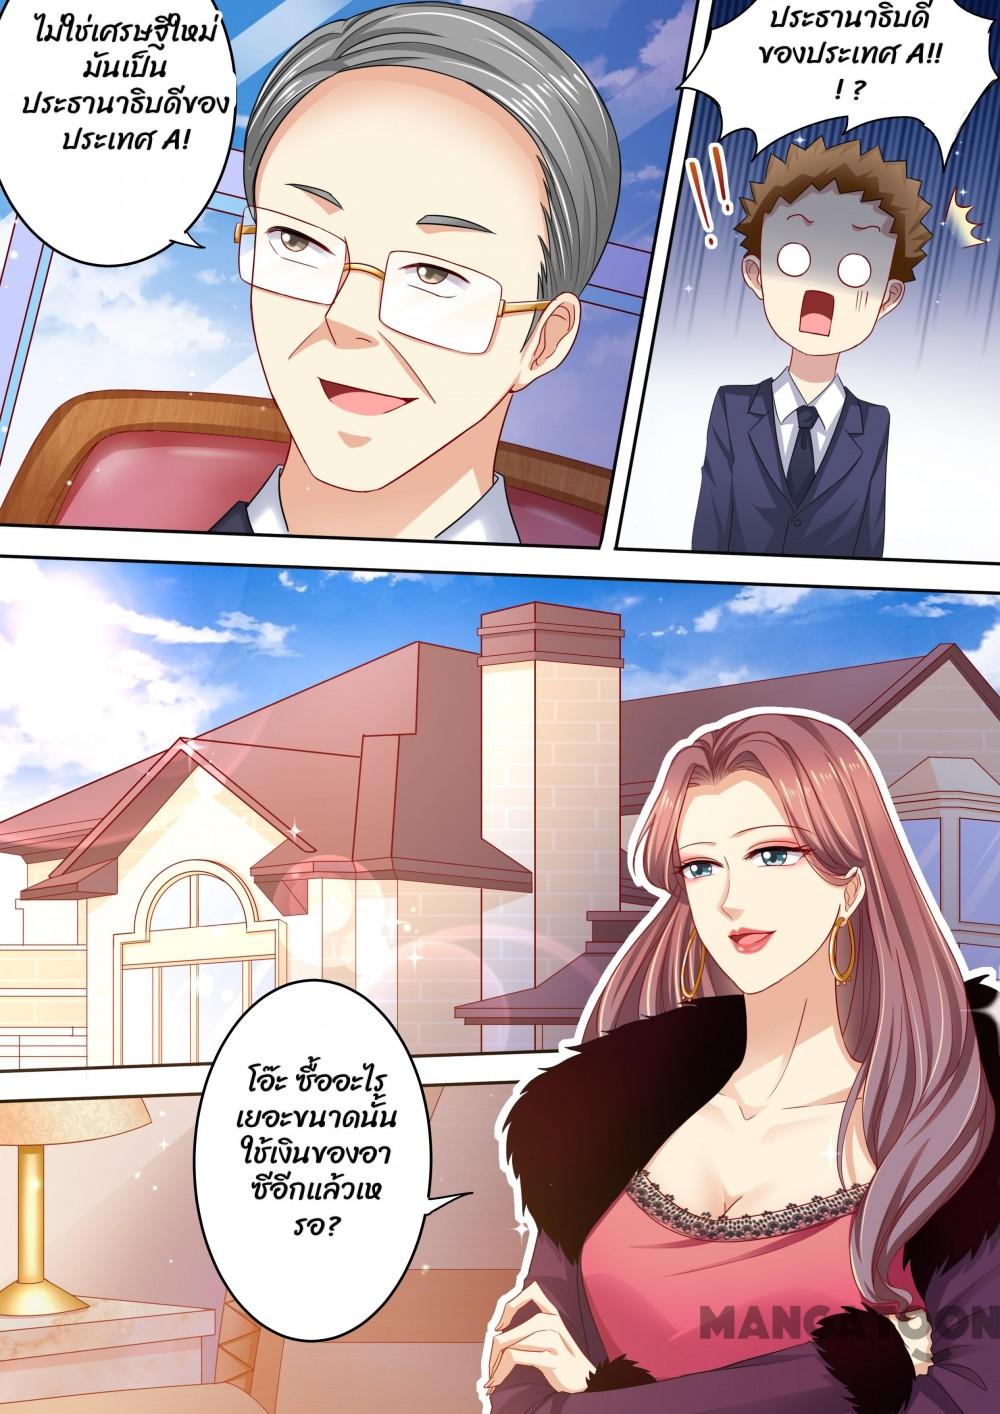 ไม่ใช่เศรษฐีใหม่
มันเป็น
ประธานาธิบดีของ
ประเทศ A!
ประธานาธิบดี
ของประเทศ A!!
! ?
!!
โอ๊ะ ซื้ออะไร
เยอะขนาดนั้น
ใช้เงินของอา
ซีอีกแล้วเห
รอ?
MANGATOON